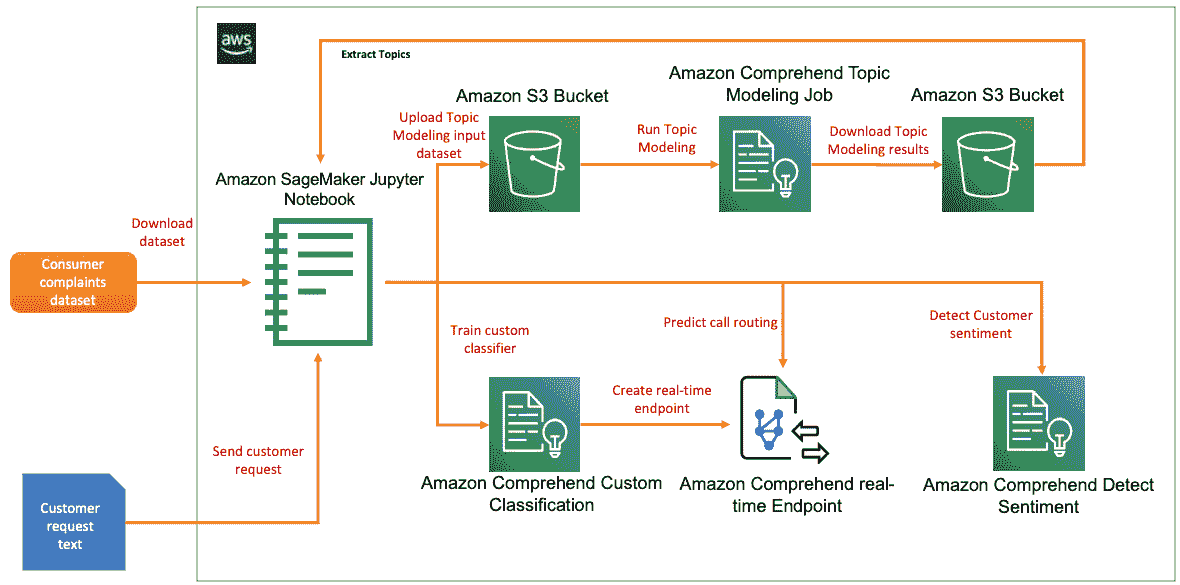 aws
Extract Topics
Amazon S3 Bucket
Amazon Comprehend Topic
Modeling Job
Amazon S3 Bucket
Upload Topic
Modeling input
dataset
Run Topic
Modeling
Download Topic
Modeling results
Amazon SageMaker Jupyter
Notebook
Download
dataset
Consumer
complaints
dataset
Train custom
classifier
Predict call routing
Detect Customer
sentiment
Create real-time
endpoint
Send customer
request
Amazon Comprehend Custom
Classification
Amazon Comprehend real-
time Endpoint
Amazon Comprehend Detect
Sentiment
Customer
request
text